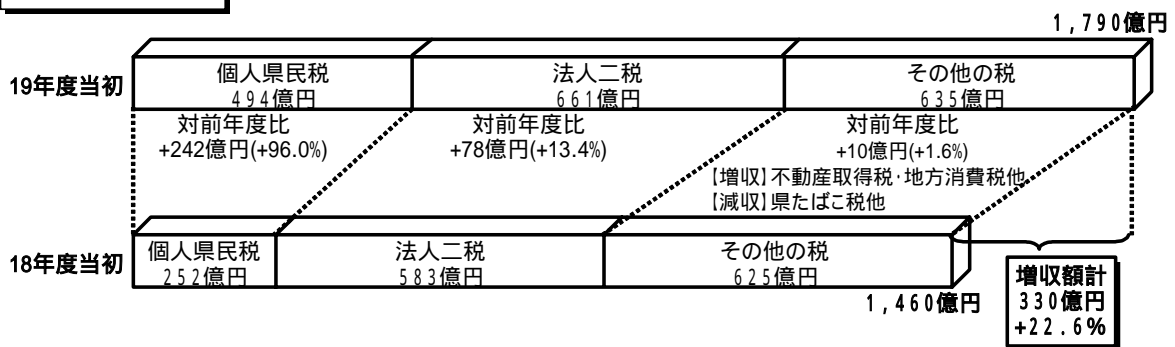 1,790億円
19年度当初
個人県民税
494億円
法人二税
661億円
その他の税
635億円
対前年度比
+242億円(+96.0%)
対前年度比
+78億円(+13.4%)
対前年度比
+10億円(+1.6%)
【増収】不動産取得税・地方消費税他
【減収】県たばこ税他
18年度当初
個人県民税
252億円
法人二税
583億円
その他の税
625億円
1,460億円
増収額計
330億円
+22.6%